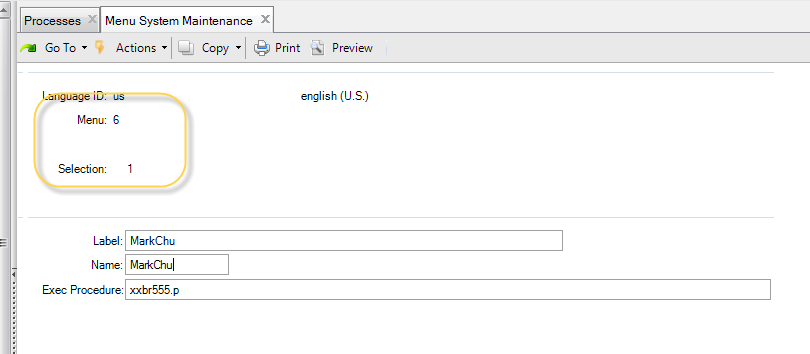 Processes
Menu System Maintenance
Go To
Actions
Copy
Print
Preview
Language ID: us english (U.S.)
Menu: 6
Selection: 1
Label: MarkChu
Name: MarkChu
Exec Procedure: xxbr555.p